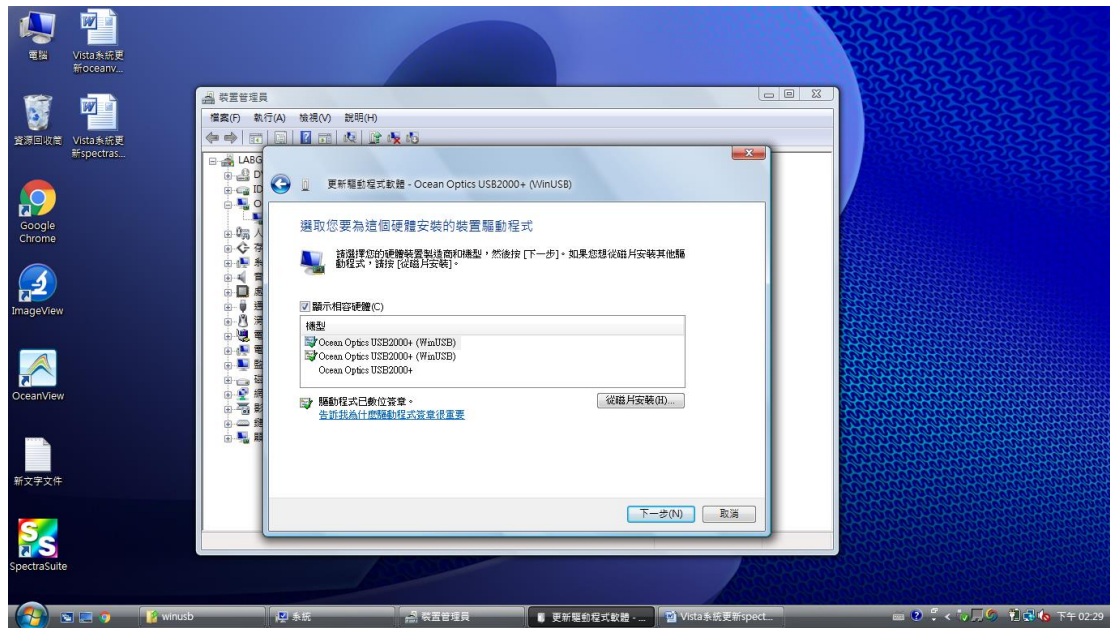 電腦
Vista系統更
新oceanv...
資源回收筒
Vista系統更
新spectras...
Google
Chrome
ImageView
OceanView
新文字文件
SpectraSuite
裝置管理員
檔案(F) 執行(A) 檢視(V) 說明(H)
LABG
更新驅動程式軟體 - Ocean Optics USB2000+ (WinUSB)
選取您要為這個硬體安裝的裝置驅動程式
請選擇您的硬體裝置製造商和機型，然後按 [下一步]。如果您想從磁片安裝其他驅
動程式，請按 [從磁片安裝]。
顯示相容硬體(C)
機型
Ocean Optics USB2000+ (WinUSB)
Ocean Optics USB2000+ (WinUSB)
Ocean Optics USB2000+
驅動程式已數位簽章。
告訴我為什麼驅動程式簽章很重要
從磁片安裝(H)...
下一步(N)
取消
winusb
系統
裝置管理員
更新驅動程式軟體 - ...
Vista系統更新spect...
下午 02:29